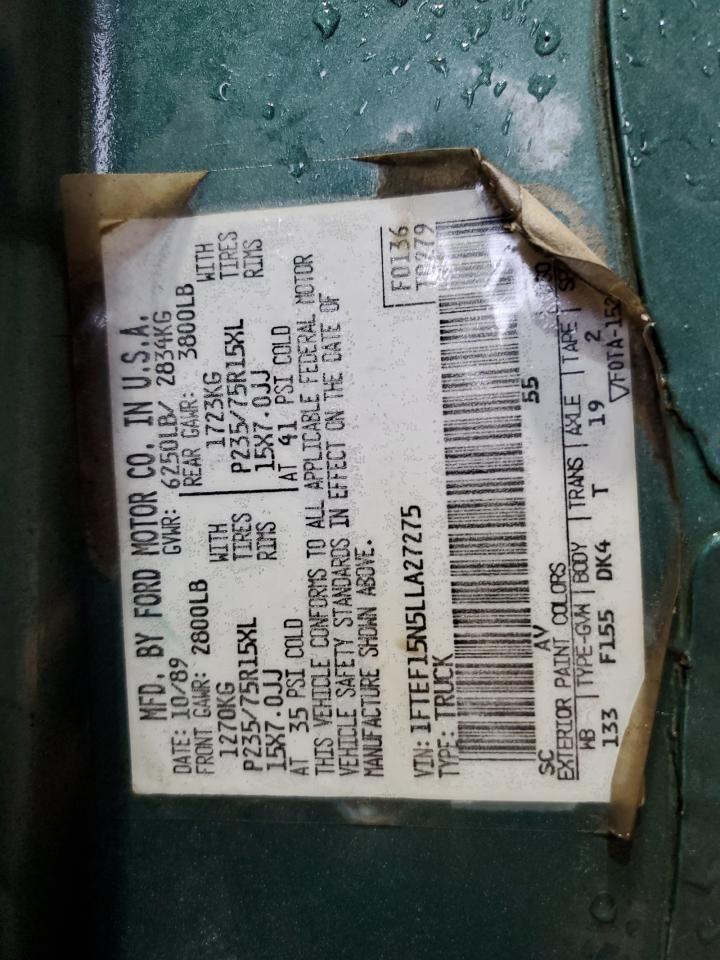 MFD. BY FORD MOTOR CO. IN U.S.A.
DATE: 10/89 GVWR: 6250LB/ 2834KG
FRONT GAWR: 2800LB REAR GAWR: 3800LB
1270KG WITH 1723KG WITH
P235/75R15XL TIRES P235/75R15XL TIRES
15X7.0JJ RIMS 15X7.0JJ RIMS
AT 35 PSI COLD AT 41 PSI COLD
THIS VEHICLE CONFORMS TO ALL APPLICABLE FEDERAL MOTOR
VEHICLE SAFETY STANDARDS IN EFFECT ON THE DATE OF
MANUFACTURE SHOWN ABOVE.
F0136
T0279
VIN: 1FTEF15N5LLA27275
TYPE: TRUCK
55
SC AV
EXTERIOR PAINT COLORS
WB TYPE-GVW BODY TRANS AXLE TAPE
133 F155 DK4 T 19 2